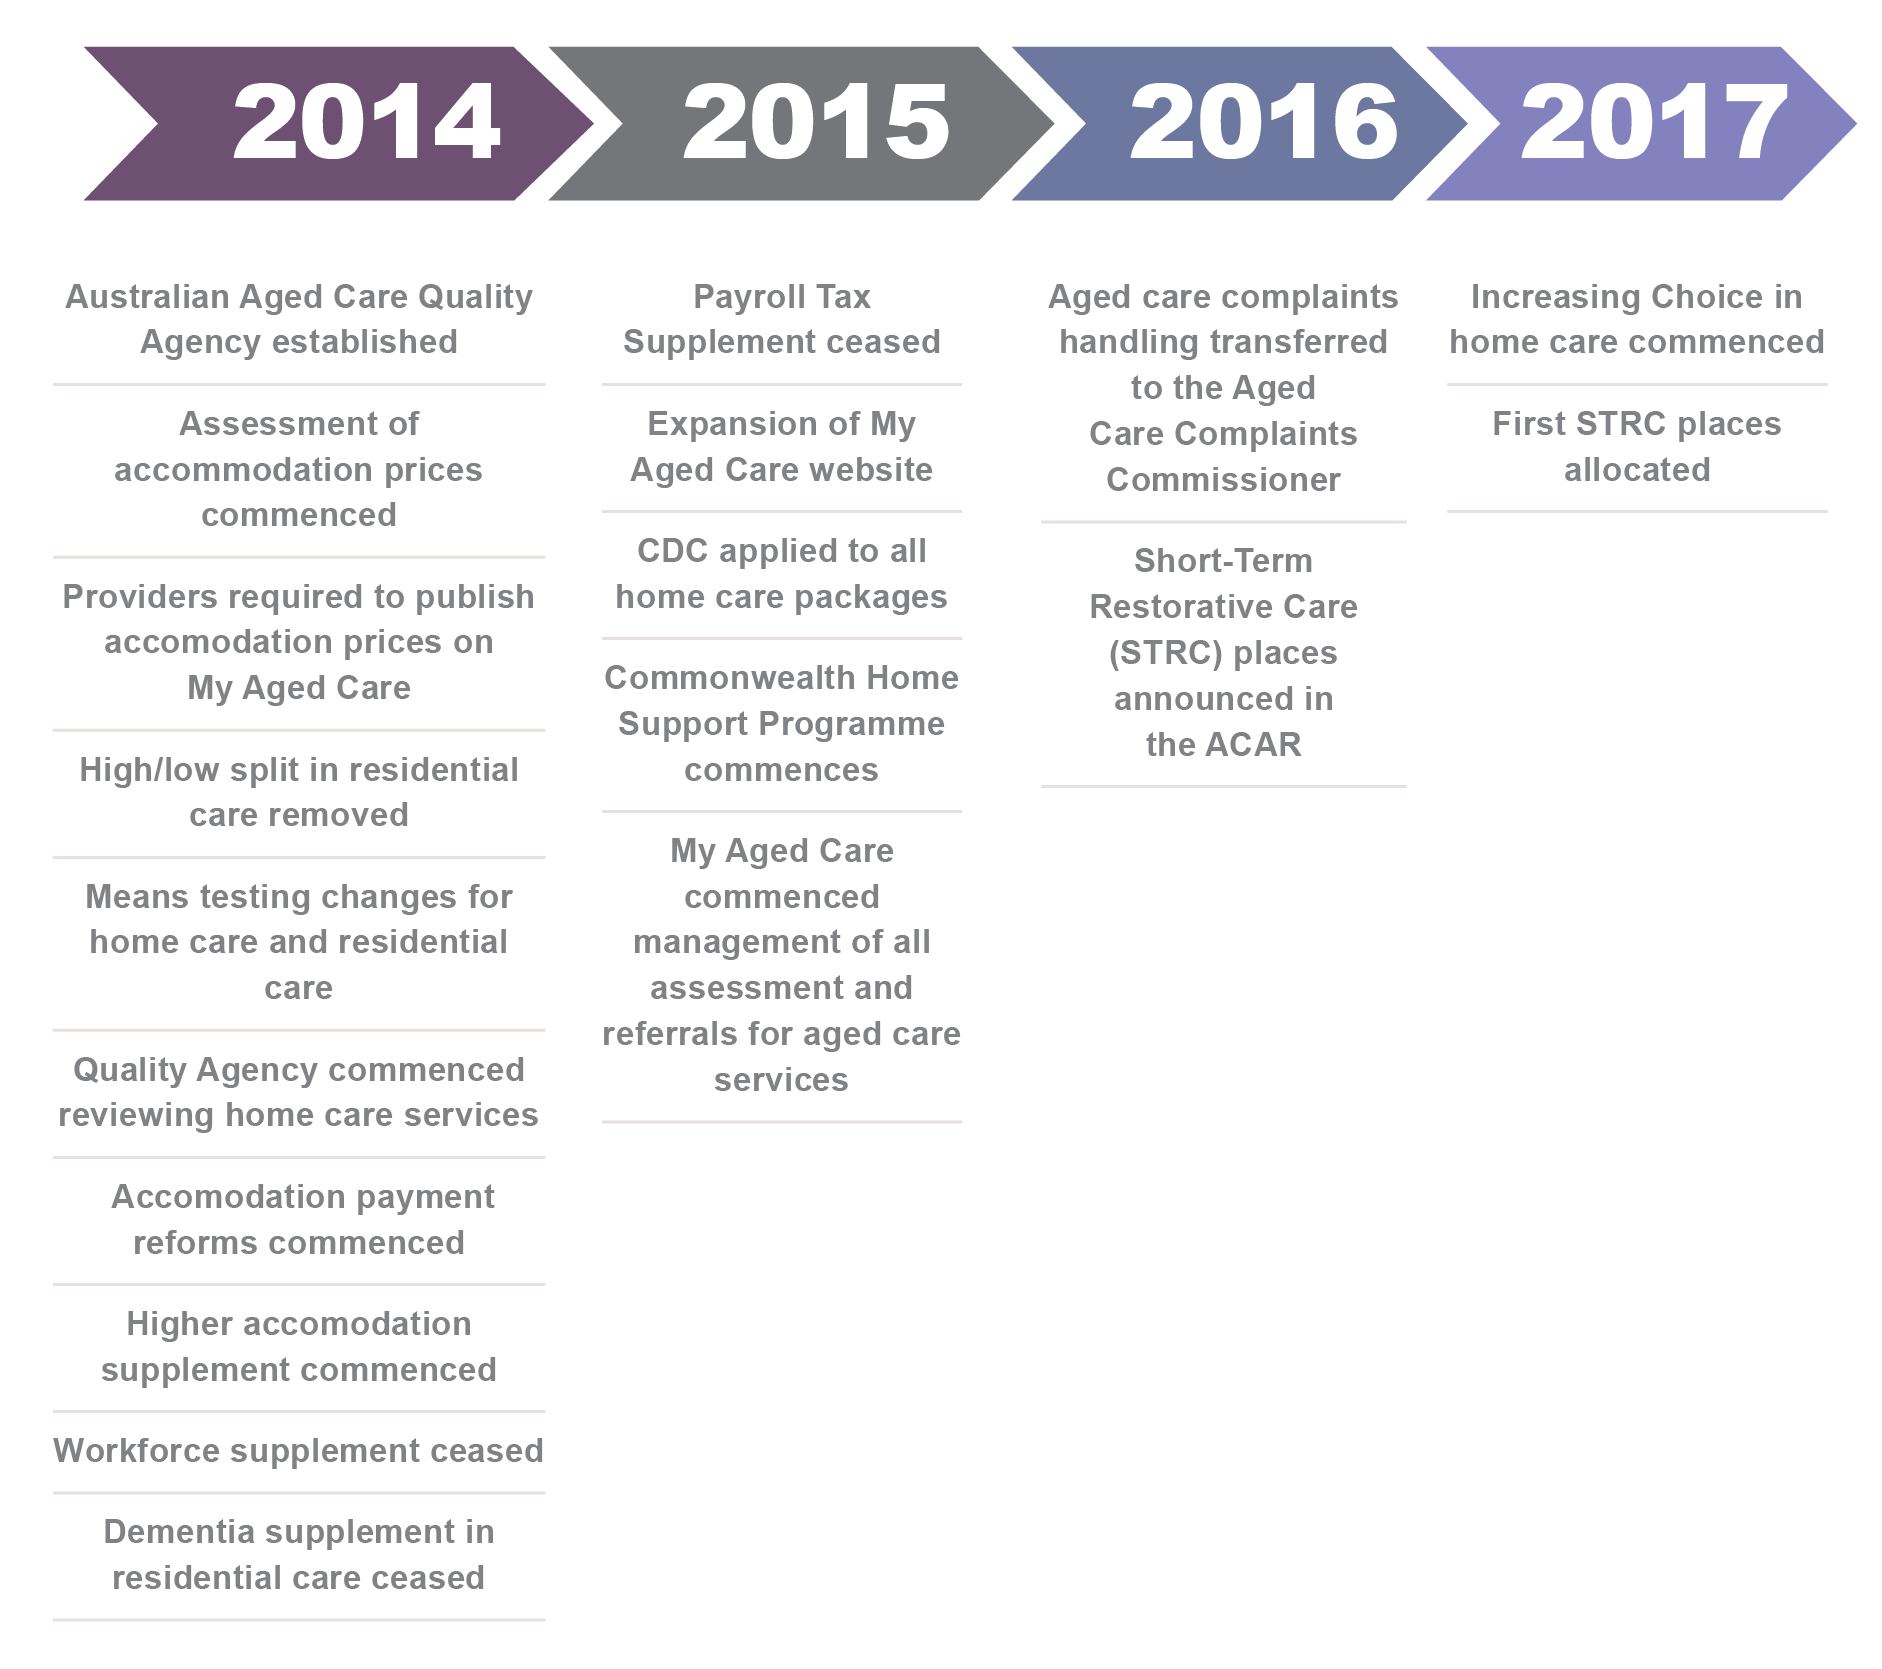 2014
2015
2016
2017
Australian Aged Care Quality
Agency established
Assessment of
accommodation prices
commenced
Providers required to publish
accomodation prices on
My Aged Care
High/low split in residential
care removed
Means testing changes for
home care and residential
care
Quality Agency commenced
reviewing home care services
Accomodation payment
reforms commenced
Higher accomodation
supplement commenced
Workforce supplement ceased
Dementia supplement in
residential care ceased
Payroll Tax
Supplement ceased
Expansion of My
Aged Care website
CDC applied to all
home care packages
Commonwealth Home
Support Programme
commences
My Aged Care
commenced
management of all
assessment and
referrals for aged care
services
Aged care complaints
handling transferred
to the Aged
Care Complaints
Commissioner
Short-Term
Restorative Care
(STRC) places
announced in
the ACAR
Increasing Choice in
home care commenced
First STRC places
allocated